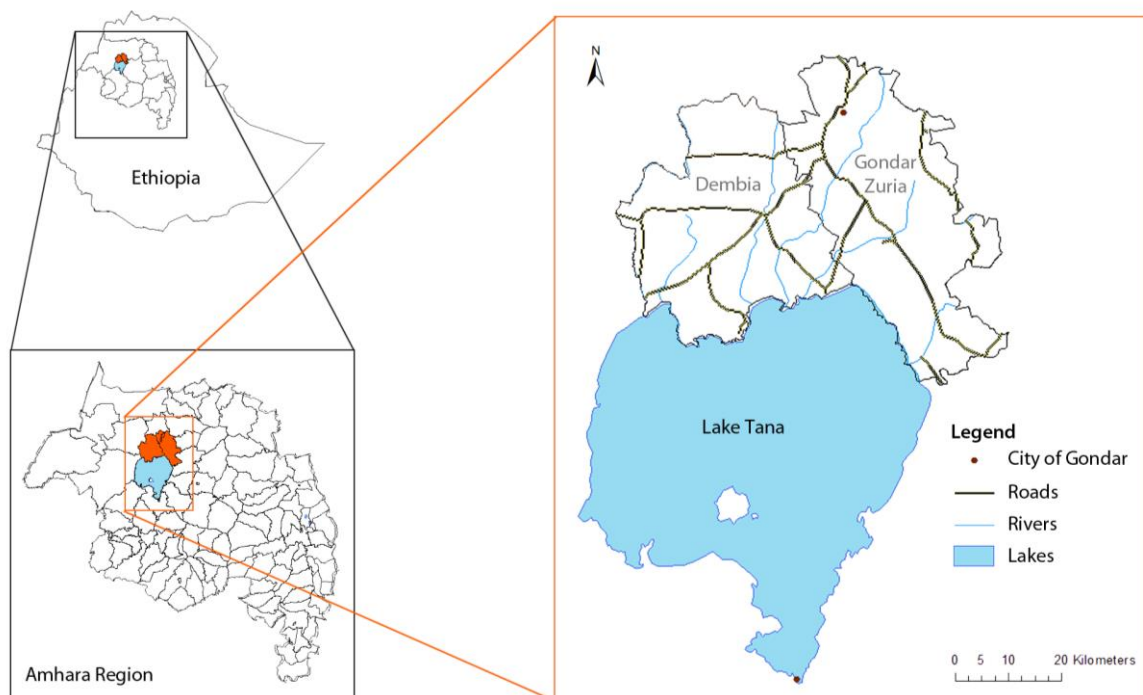 Ethiopia
Amhara Region
N
Dembia
Gondar
Zuria
Lake Tana
Legend
City of Gondar
Roads
Rivers
Lakes
0 5 10 20 Kilometers